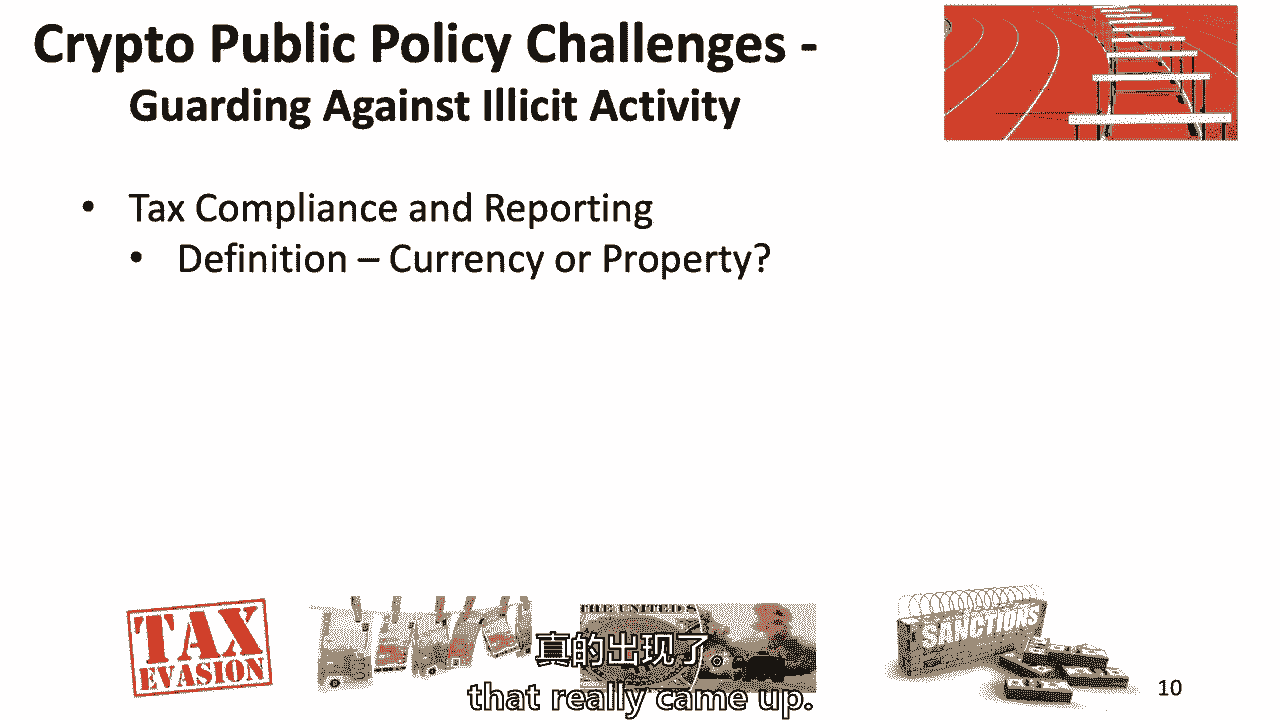 Crypto Public Policy Challenges -
Guarding Against Illicit Activity
• Tax Compliance and Reporting
• Definition – Currency or Property?
TAX
EVASION
THE UNITED S
SANCTIONS
真的出现了。
that really came up.
10